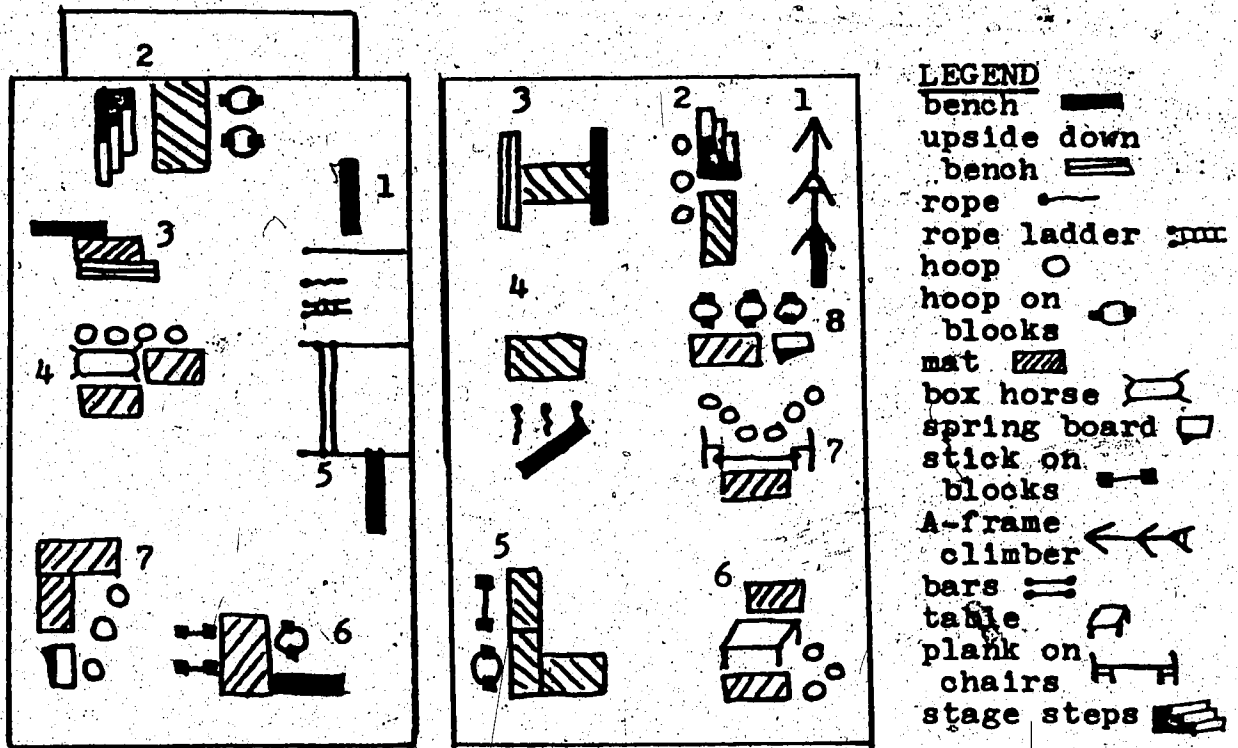 2
1
3
4
5
7
6
3
2
1
4
8
7
5
6
LEGEND
bench
upside down
bench
rope
rope ladder
hoop
hoop on
blocks
mat
box horse
spring board
stick on
blocks
A-frame
climber
bars
table
plank on
chairs
stage steps